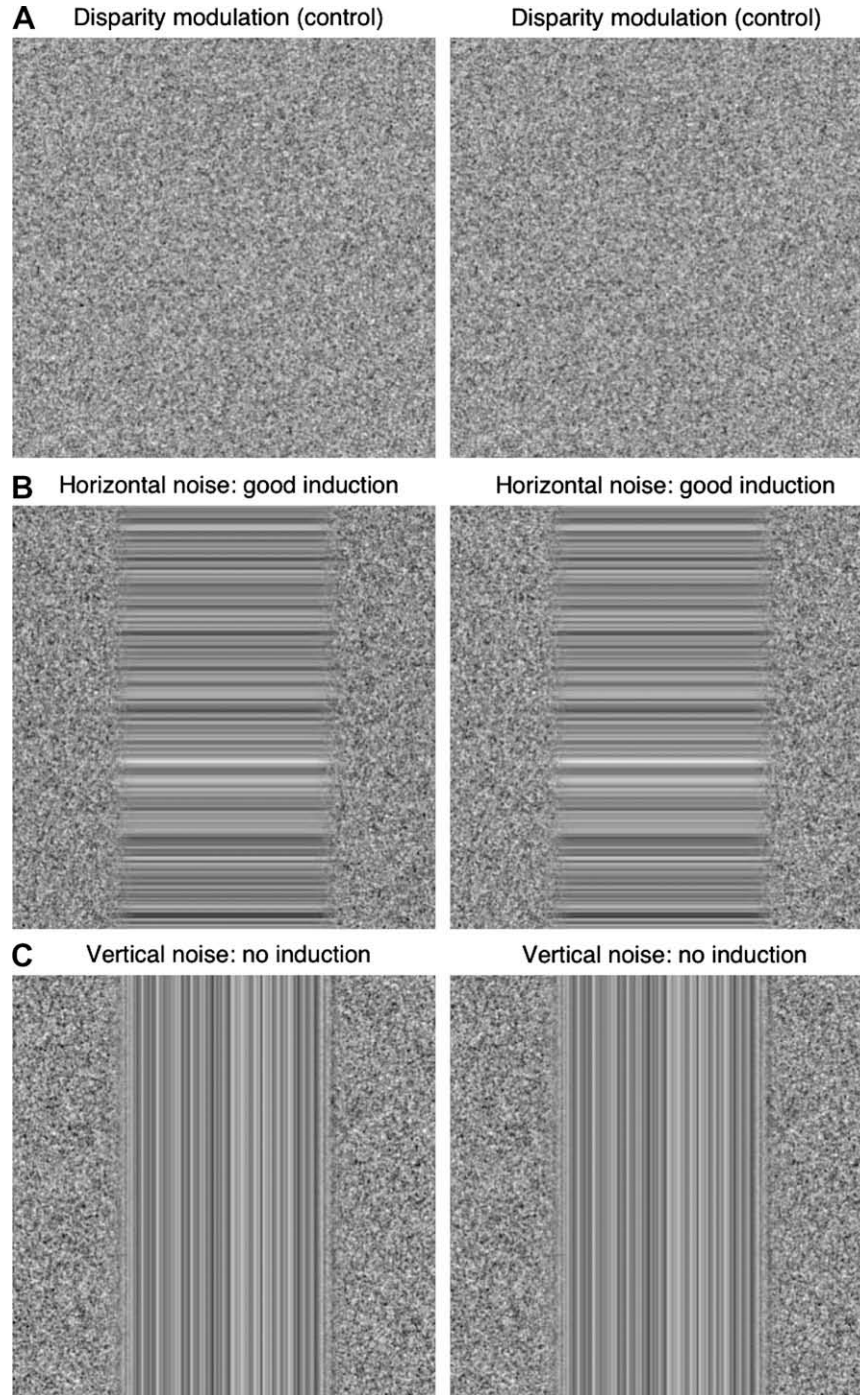 A Disparity modulation (control) Disparity modulation (control)
B Horizontal noise: good induction Horizontal noise: good induction
C Vertical noise: no induction Vertical noise: no induction